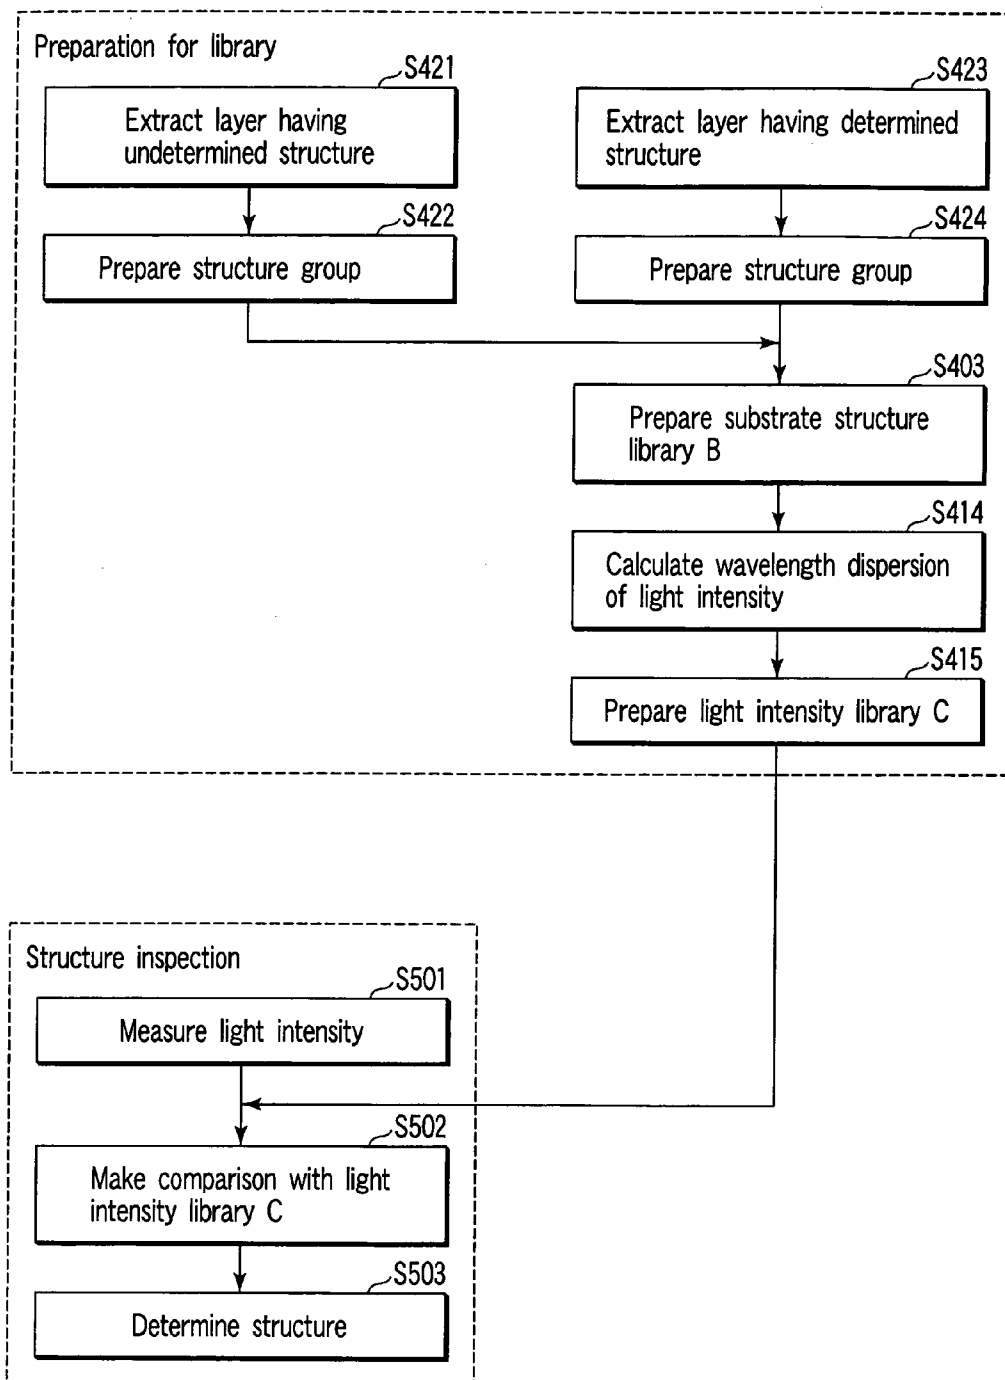 Preparation for library
S421
Extract layer having
undetermined structure
S422
Prepare structure group
S423
Extract layer having determined
structure
S424
Prepare structure group
S403
Prepare substrate structure
library B
S414
Calculate wavelength dispersion
of light intensity
S415
Prepare light intensity library C
Structure inspection
S501
Measure light intensity
S502
Make comparison with light
intensity library C
S503
Determine structure